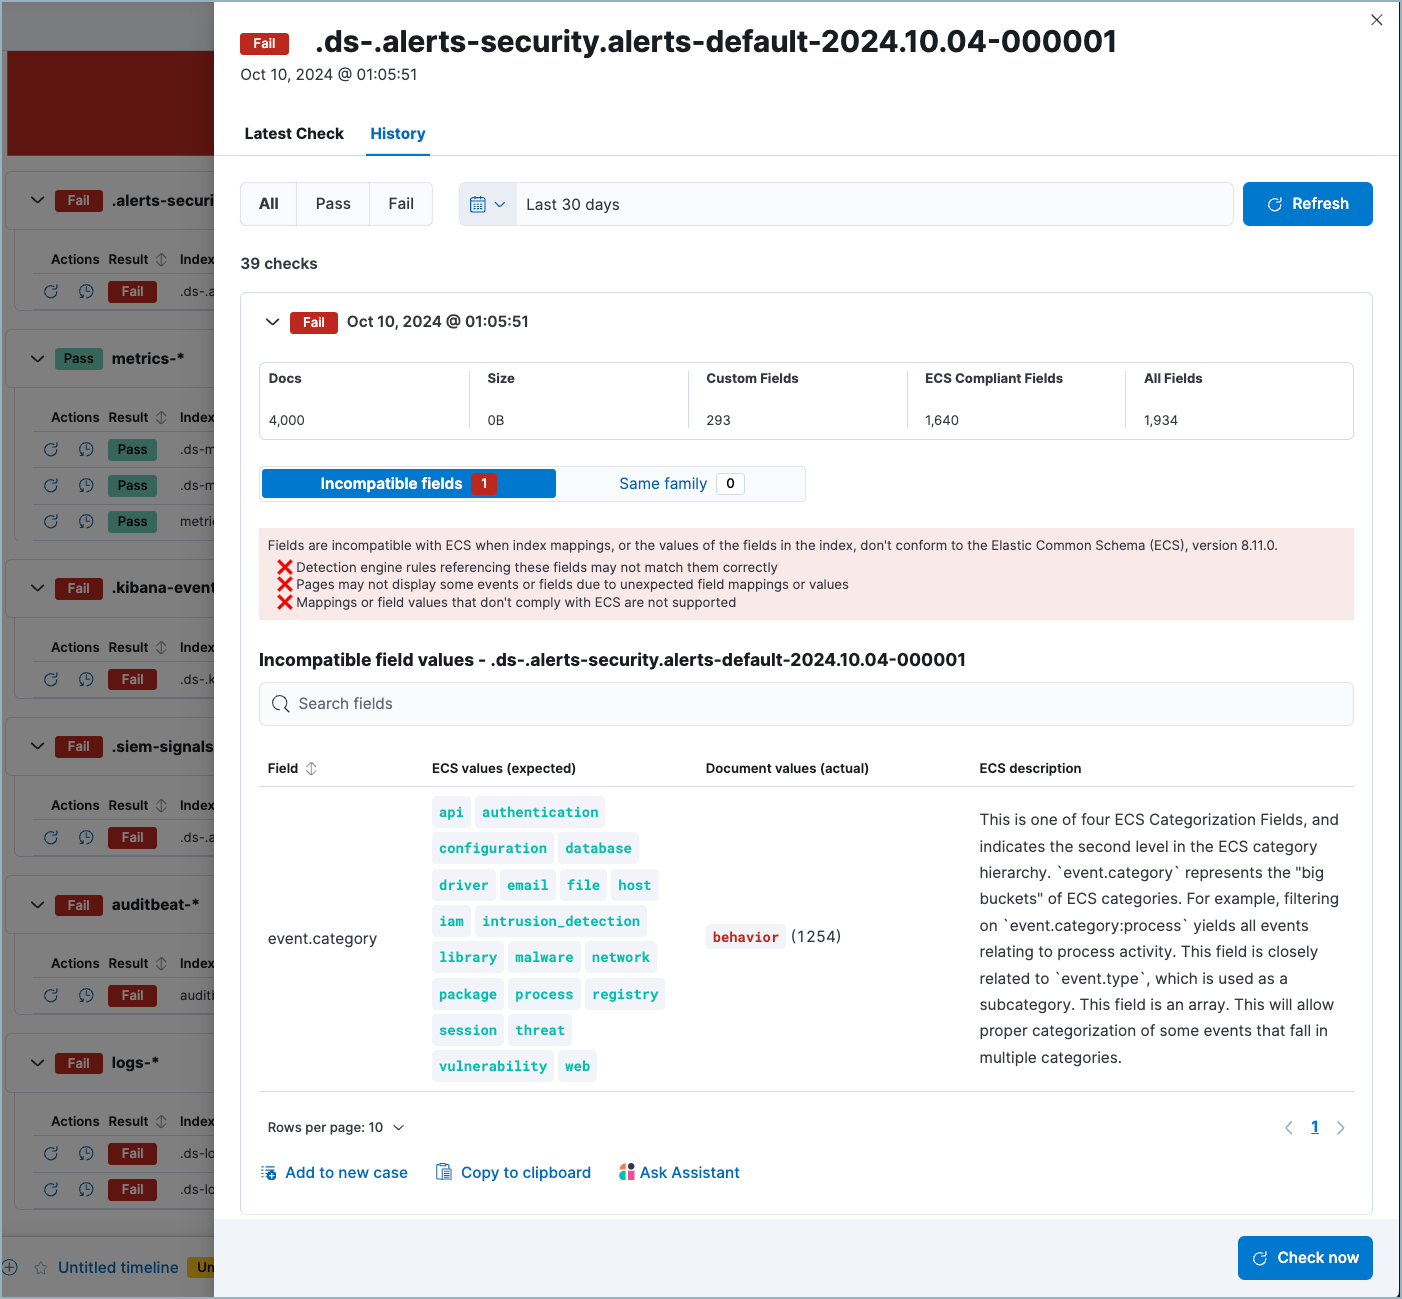 Fail
.ds-.alerts-security.alerts-default-2024.10.04-000001
Oct 10, 2024 @ 01:05:51
Latest Check
History
All
Pass
Fail
Last 30 days
Refresh
39 checks
Fail
Oct 10, 2024 @ 01:05:51
Docs
Size
Custom Fields
ECS Compliant Fields
All Fields
4,000
0B
293
1,640
1,934
Incompatible fields 1
Same family 0
Fields are incompatible with ECS when index mappings, or the values of the fields in the index, don't conform to the Elastic Common Schema (ECS), version 8.11.0.
❌ Detection engine rules referencing these fields may not match them correctly
❌ Pages may not display some events or fields due to unexpected field mappings or values
❌ Mappings or field values that don't comply with ECS are not supported
Incompatible field values - .ds-.alerts-security.alerts-default-2024.10.04-000001
Search fields
Field
ECS values (expected)
Document values (actual)
ECS description
event.category
api authentication
configuration database
driver email file host
iam intrusion_detection
library malware network
package process registry
session threat
vulnerability web
behavior (1254)
This is one of four ECS Categorization Fields, and
indicates the second level in the ECS category
hierarchy. `event.category` represents the "big
buckets" of ECS categories. For example, filtering
on `event.category:process` yields all events
relating to process activity. This field is closely
related to `event.type`, which is used as a
subcategory. This field is an array. This will allow
proper categorization of some events that fall in
multiple categories.
Rows per page: 10
1
Add to new case
Copy to clipboard
Ask Assistant
Check now
Fail .alerts-securi
Actions Result Index
Fail .ds-.a
Pass metrics-*
Actions Result Index
Pass .ds-m
Pass .ds-m
Pass metri
Fail .kibana-event
Actions Result Index
Fail .ds-.k
Fail .siem-signals
Actions Result Index
Fail .ds-.a
Fail auditbeat-*
Actions Result Index
Fail auditb
Fail logs-*
Actions Result Index
Fail .ds-lo
Fail .ds-lo
Untitled timeline
Un